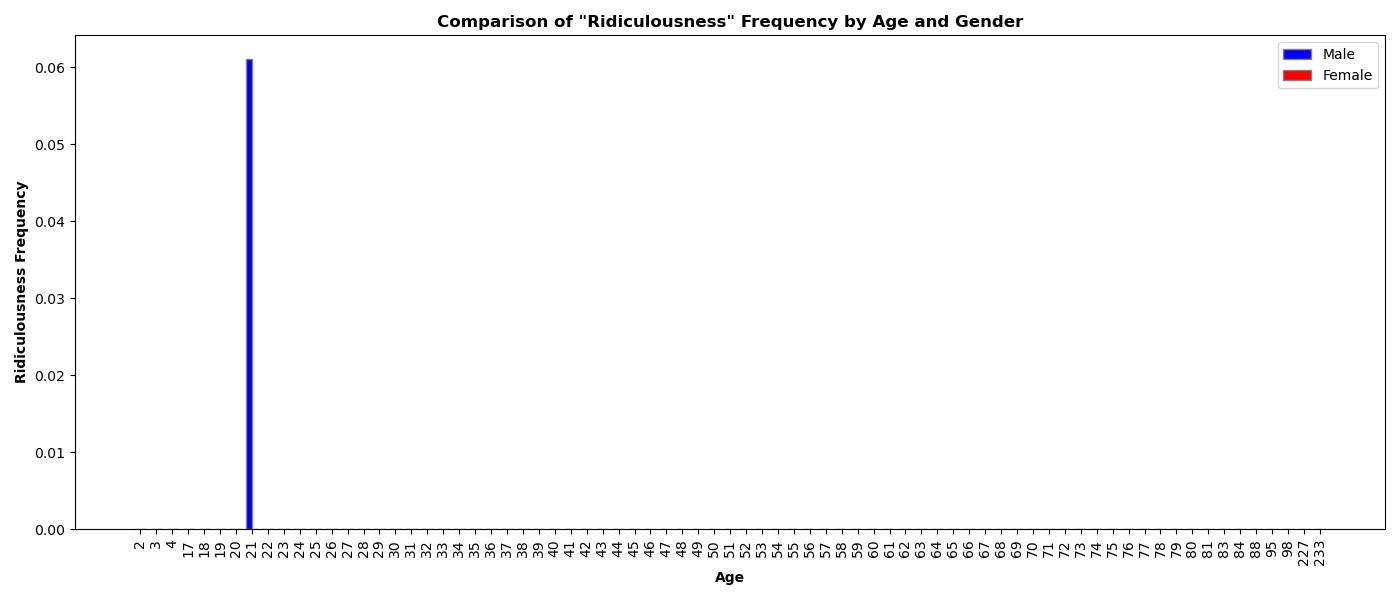 Comparison of "Ridiculousness" Frequency by Age and Gender
Male
Female
Ridiculousness Frequency
0.06
0.05
0.04
0.03
0.02
0.01
0.00
2 3 4 17 18 19 20 21 22 23 24 25 26 27 28 29 30 31 32 33 34 35 36 37 38 39 40 41 42 43 44 45 46 47 48 49 50 51 52 53 54 55 56 57 58 59 60 61 62 63 64 65 66 67 68 69 70 71 72 73 74 75 76 77 78 79 80 81 83 84 88 95 98 227 233
Age